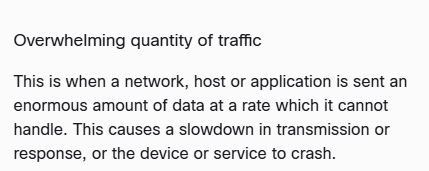 Overwhelming quantity of traffic
This is when a network, host or application is sent an
enormous amount of data at a rate which it cannot
handle. This causes a slowdown in transmission or
response, or the device or service to crash.